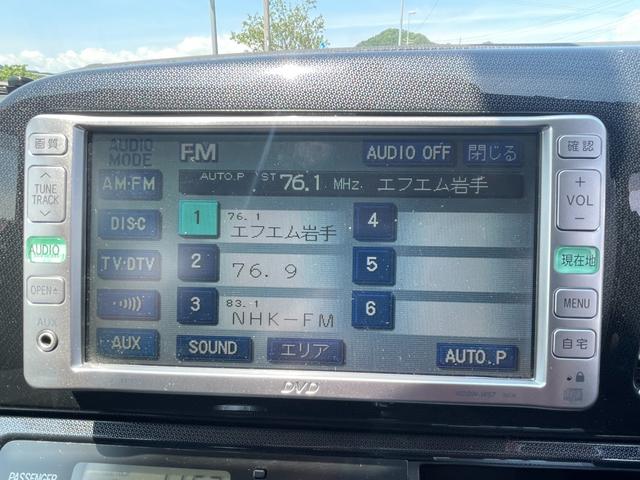 画質
AUDIO MODE
FM
AUDIO OFF
閉じる
確認
TUNE TRACK
AM·FM
AUTO.P
ST
76.1 MHz
エフエム岩手
+
VOL
−
1
76.1
エフエム岩手
4
AUDIO
DISC
2
76.9
5
現在地
TV·DTV
OPEN
3
83.1
NHK−FM
6
MENU
AUX
AUX
SOUND
エリア
AUTO.P
自宅
DVD
PASSENGER